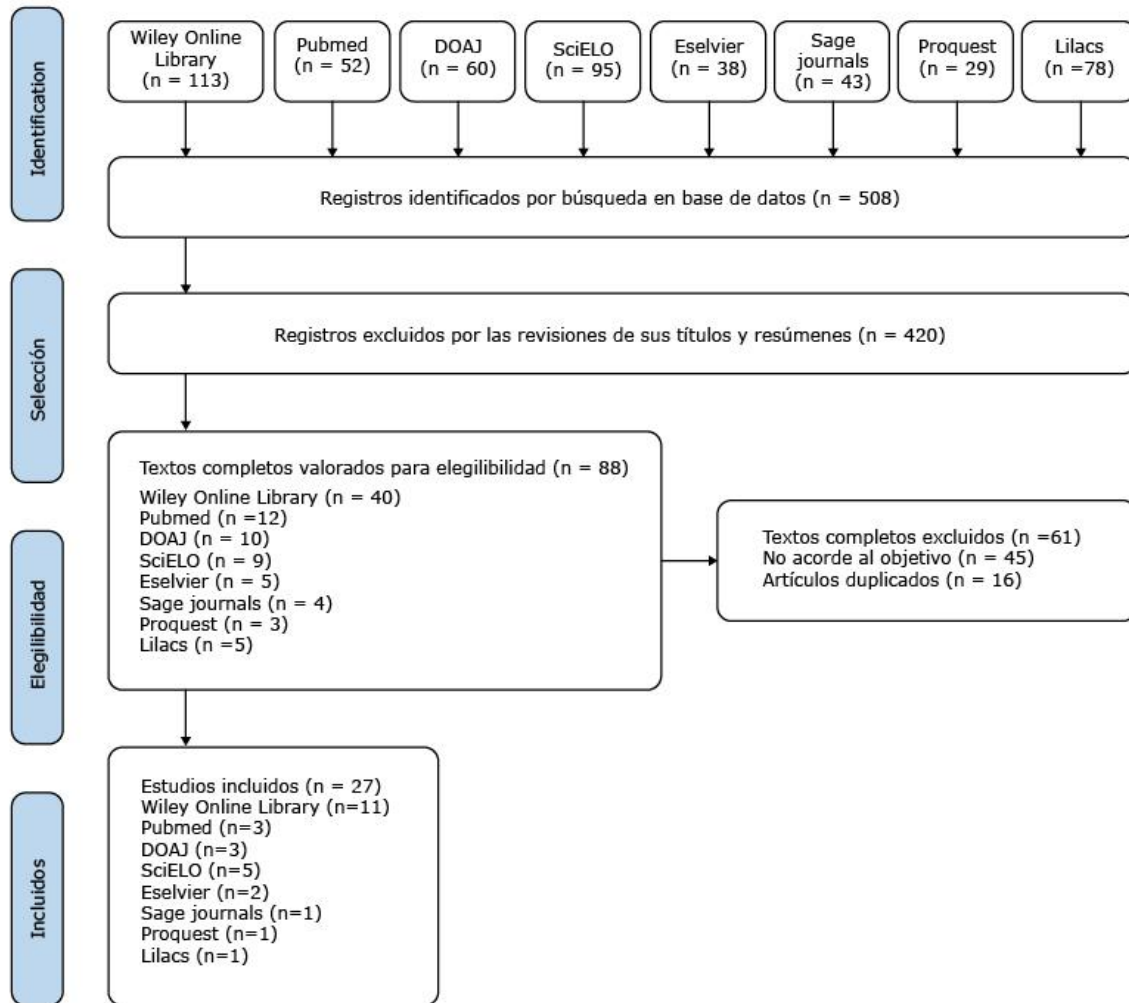 Identification
Wiley Online
Library
(n = 113)
Pubmed
(n = 52)
DOAJ
(n = 60)
SciELO
(n = 95)
Eselvier
(n = 38)
Sage
journals
(n = 43)
Proquest
(n = 29)
Lilacs
(n =78)
Registros identificados por búsqueda en base de datos (n = 508)
Selección
Registros excluidos por las revisiones de sus títulos y resúmenes (n = 420)
Elegilibilidad
Textos completos valorados para elegilibilidad (n = 88)
Wiley Online Library (n = 40)
Pubmed (n =12)
DOAJ (n = 10)
SciELO (n = 9)
Eselvier (n = 5)
Sage journals (n = 4)
Proquest (n = 3)
Lilacs (n =5)
Textos completos excluidos (n =61)
No acorde al objetivo (n = 45)
Artículos duplicados (n = 16)
Incluidos
Estudios incluidos (n = 27)
Wiley Online Library (n=11)
Pubmed (n=3)
DOAJ (n=3)
SciELO (n=5)
Eselvier (n=2)
Sage journals (n=1)
Proquest (n=1)
Lilacs (n=1)